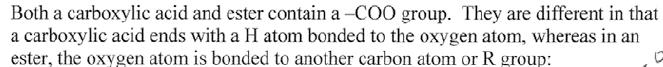 Both a carboxylic acid and ester contain a –COO group.  They are different in that
a carboxylic acid ends with a H atom bonded to the oxygen atom, whereas in an
ester, the oxygen atom is bonded to another carbon atom or R group: